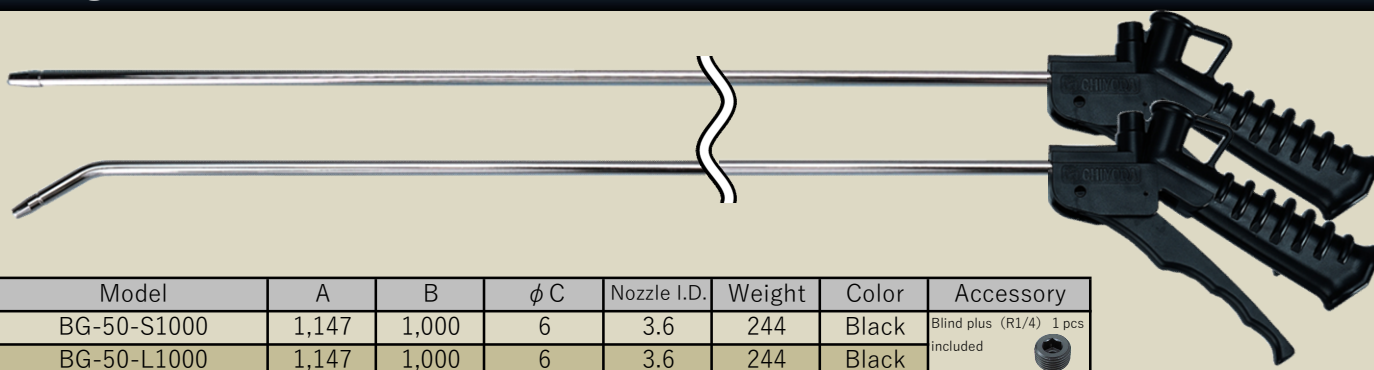 Model A B φC Nozzle I.D. Weight Color Accessory
BG-50-S1000 1,147 1,000 6 3.6 244 Black Blind plus (R1/4) 1 pcs
BG-50-L1000 1,147 1,000 6 3.6 244 Black included